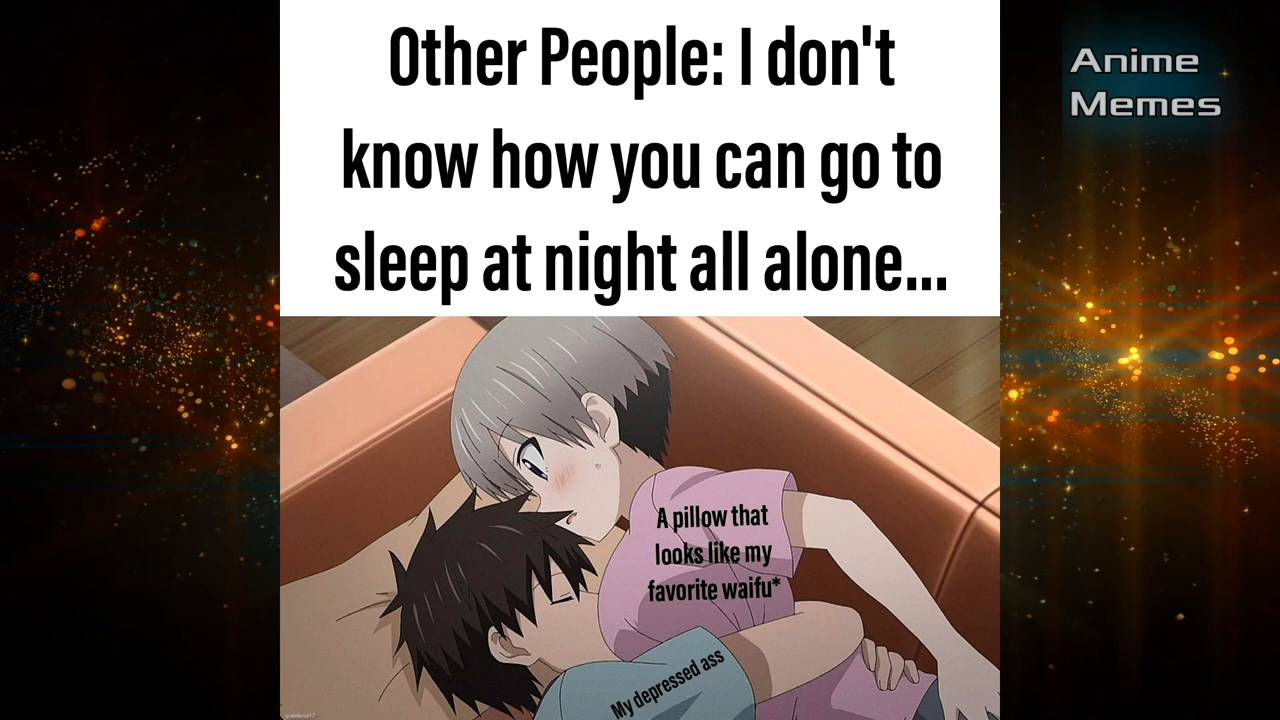 Other People: I don't
know how you can go to
sleep at night all alone...
Anime
Memes
A pillow that
looks like my
favorite waifu*
My depressed ass